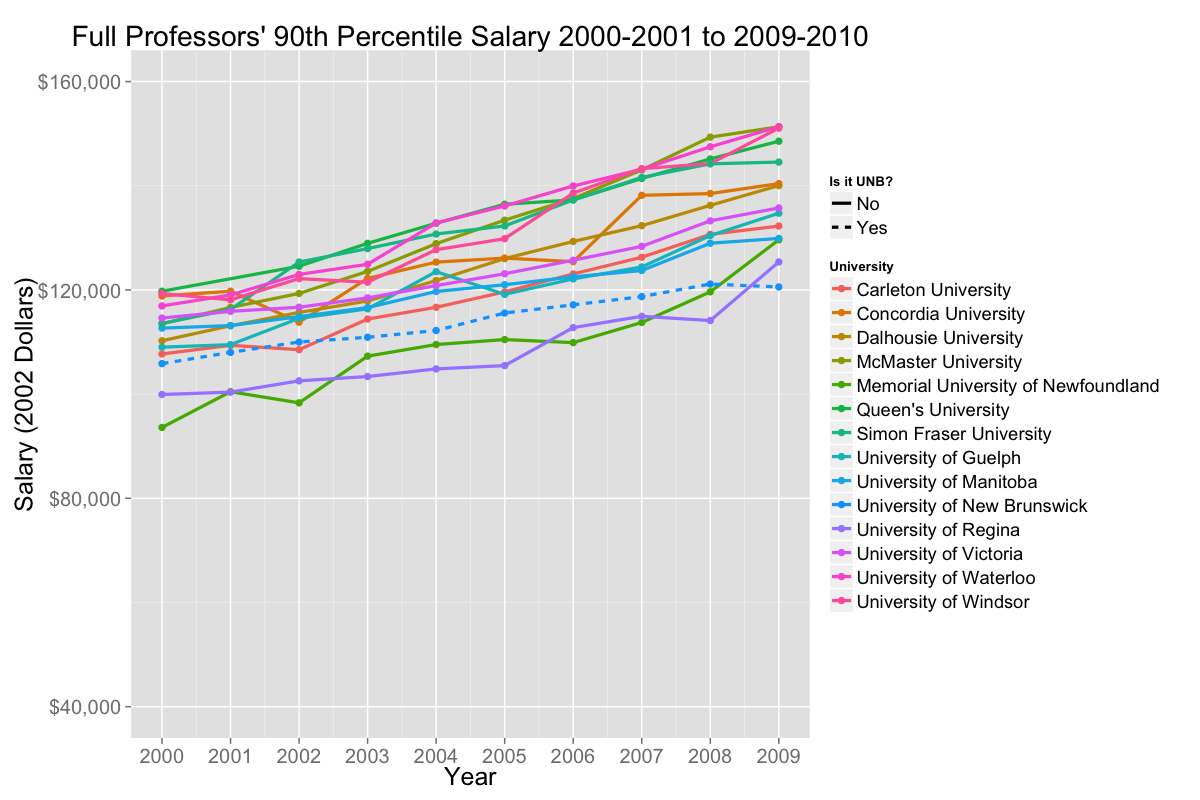 Full Professors' 90th Percentile Salary 2000-2001 to 2009-2010
Salary (2002 Dollars)
$160,000
$120,000
$80,000
$40,000
2000 2001 2002 2003 2004 2005 2006 2007 2008 2009
Year
Is it UNB?
No
Yes
University
Carleton University
Concordia University
Dalhousie University
McMaster University
Memorial University of Newfoundland
Queen's University
Simon Fraser University
University of Guelph
University of Manitoba
University of New Brunswick
University of Regina
University of Victoria
University of Waterloo
University of Windsor